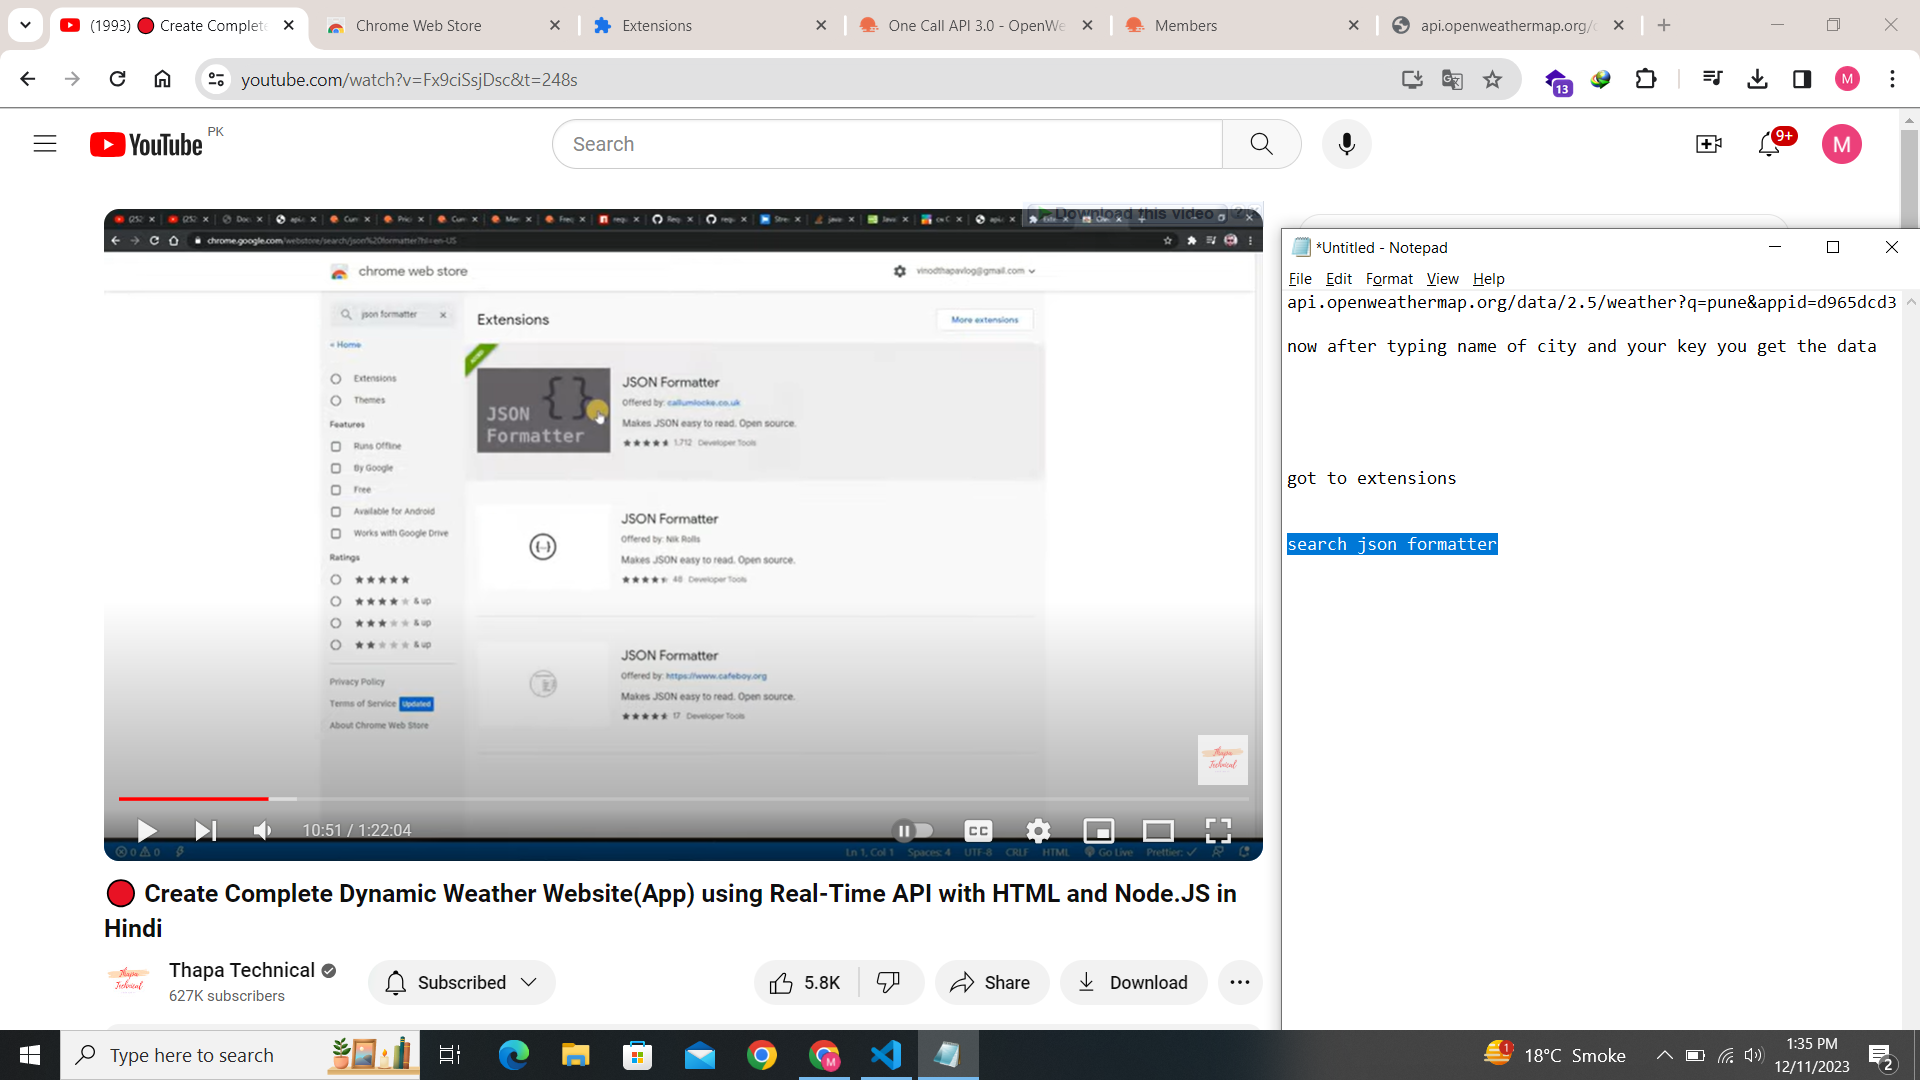 (1993) 🔴 Create Complete
Chrome Web Store
Extensions
One Call API 3.0 - OpenWe
Members
api.openweathermap.org/
youtube.com/watch?v=Fx9ciSsjDsc&t=248s
13
M
YouTube PK
Search
9+
M
Download this video
chrome.google.com/webstore/search/json%20formatter?hl=en-US
chrome web store
vinodthapavlog@gmail.com
json formatter
Extensions
More extensions
« Home
Extensions
Themes
Features
Runs Offline
By Google
Free
Available for Android
Works with Google Drive
Ratings
& up
& up
& up
Privacy Policy
Terms of Service Updated
About Chrome Web Store
JSON Formatter
JSON Formatter
Offered by: callumlocke.co.uk
Makes JSON easy to read. Open source.
1,712 Developer Tools
JSON Formatter
Offered by: Nik Rolls
Makes JSON easy to read. Open source.
48 Developer Tools
JSON Formatter
Offered by: https://www.cafeboy.org
Makes JSON easy to read. Open source.
17 Developer Tools
Thapa Technical
10:51 / 1:22:04
CC
0 0
Ln 1, Col 1 Spaces: 4 UTF-8 CRLF HTML Go Live Prettier: ✓
🔴 Create Complete Dynamic Weather Website(App) using Real-Time API with HTML and Node.JS in
Hindi
Thapa Technical
Thapa Technical
627K subscribers
Subscribed
5.8K
Share
Download
*Untitled - Notepad
File Edit Format View Help
api.openweathermap.org/data/2.5/weather?q=pune&appid=d965dcd3
now after typing name of city and your key you get the data
got to extensions
search json formatter
Type here to search
M
1
18°C Smoke
1:35 PM
12/11/2023
2